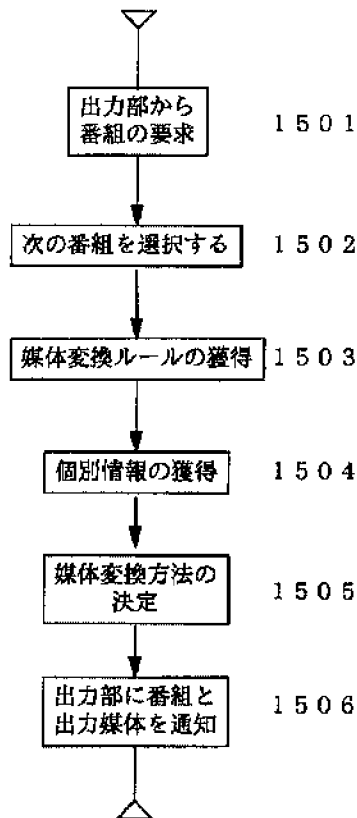 出力部から
番組の要求
1501
次の番組を選択する
1502
媒体変換ルールの獲得
1503
個別情報の獲得
1504
媒体変換方法の
決定
1505
出力部に番組と
出力媒体を通知
1506